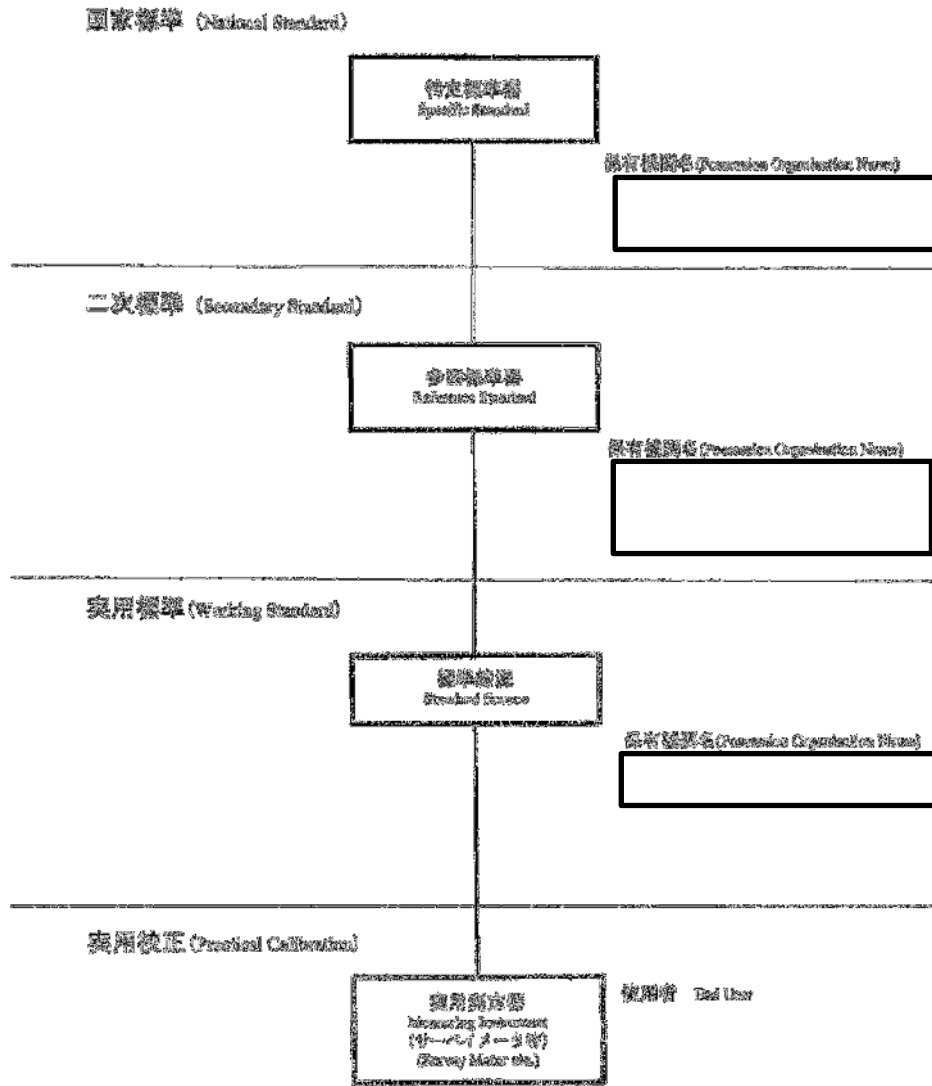 国家標準 (National Standard)
特定標準器
Specific Standard
保有機関名 (Possession Organization Name)
二次標準 (Secondary Standard)
参照標準器
Reference Standard
保有機関名 (Possession Organization Name)
実用標準 (Working Standard)
標準線源
Standard Source
保有機関名 (Possession Organization Name)
実用校正 (Practical Calibration)
実用測定器
Measuring Instrument
(サーベイメータ等)
(Survey Meter etc.)
使用者 End User